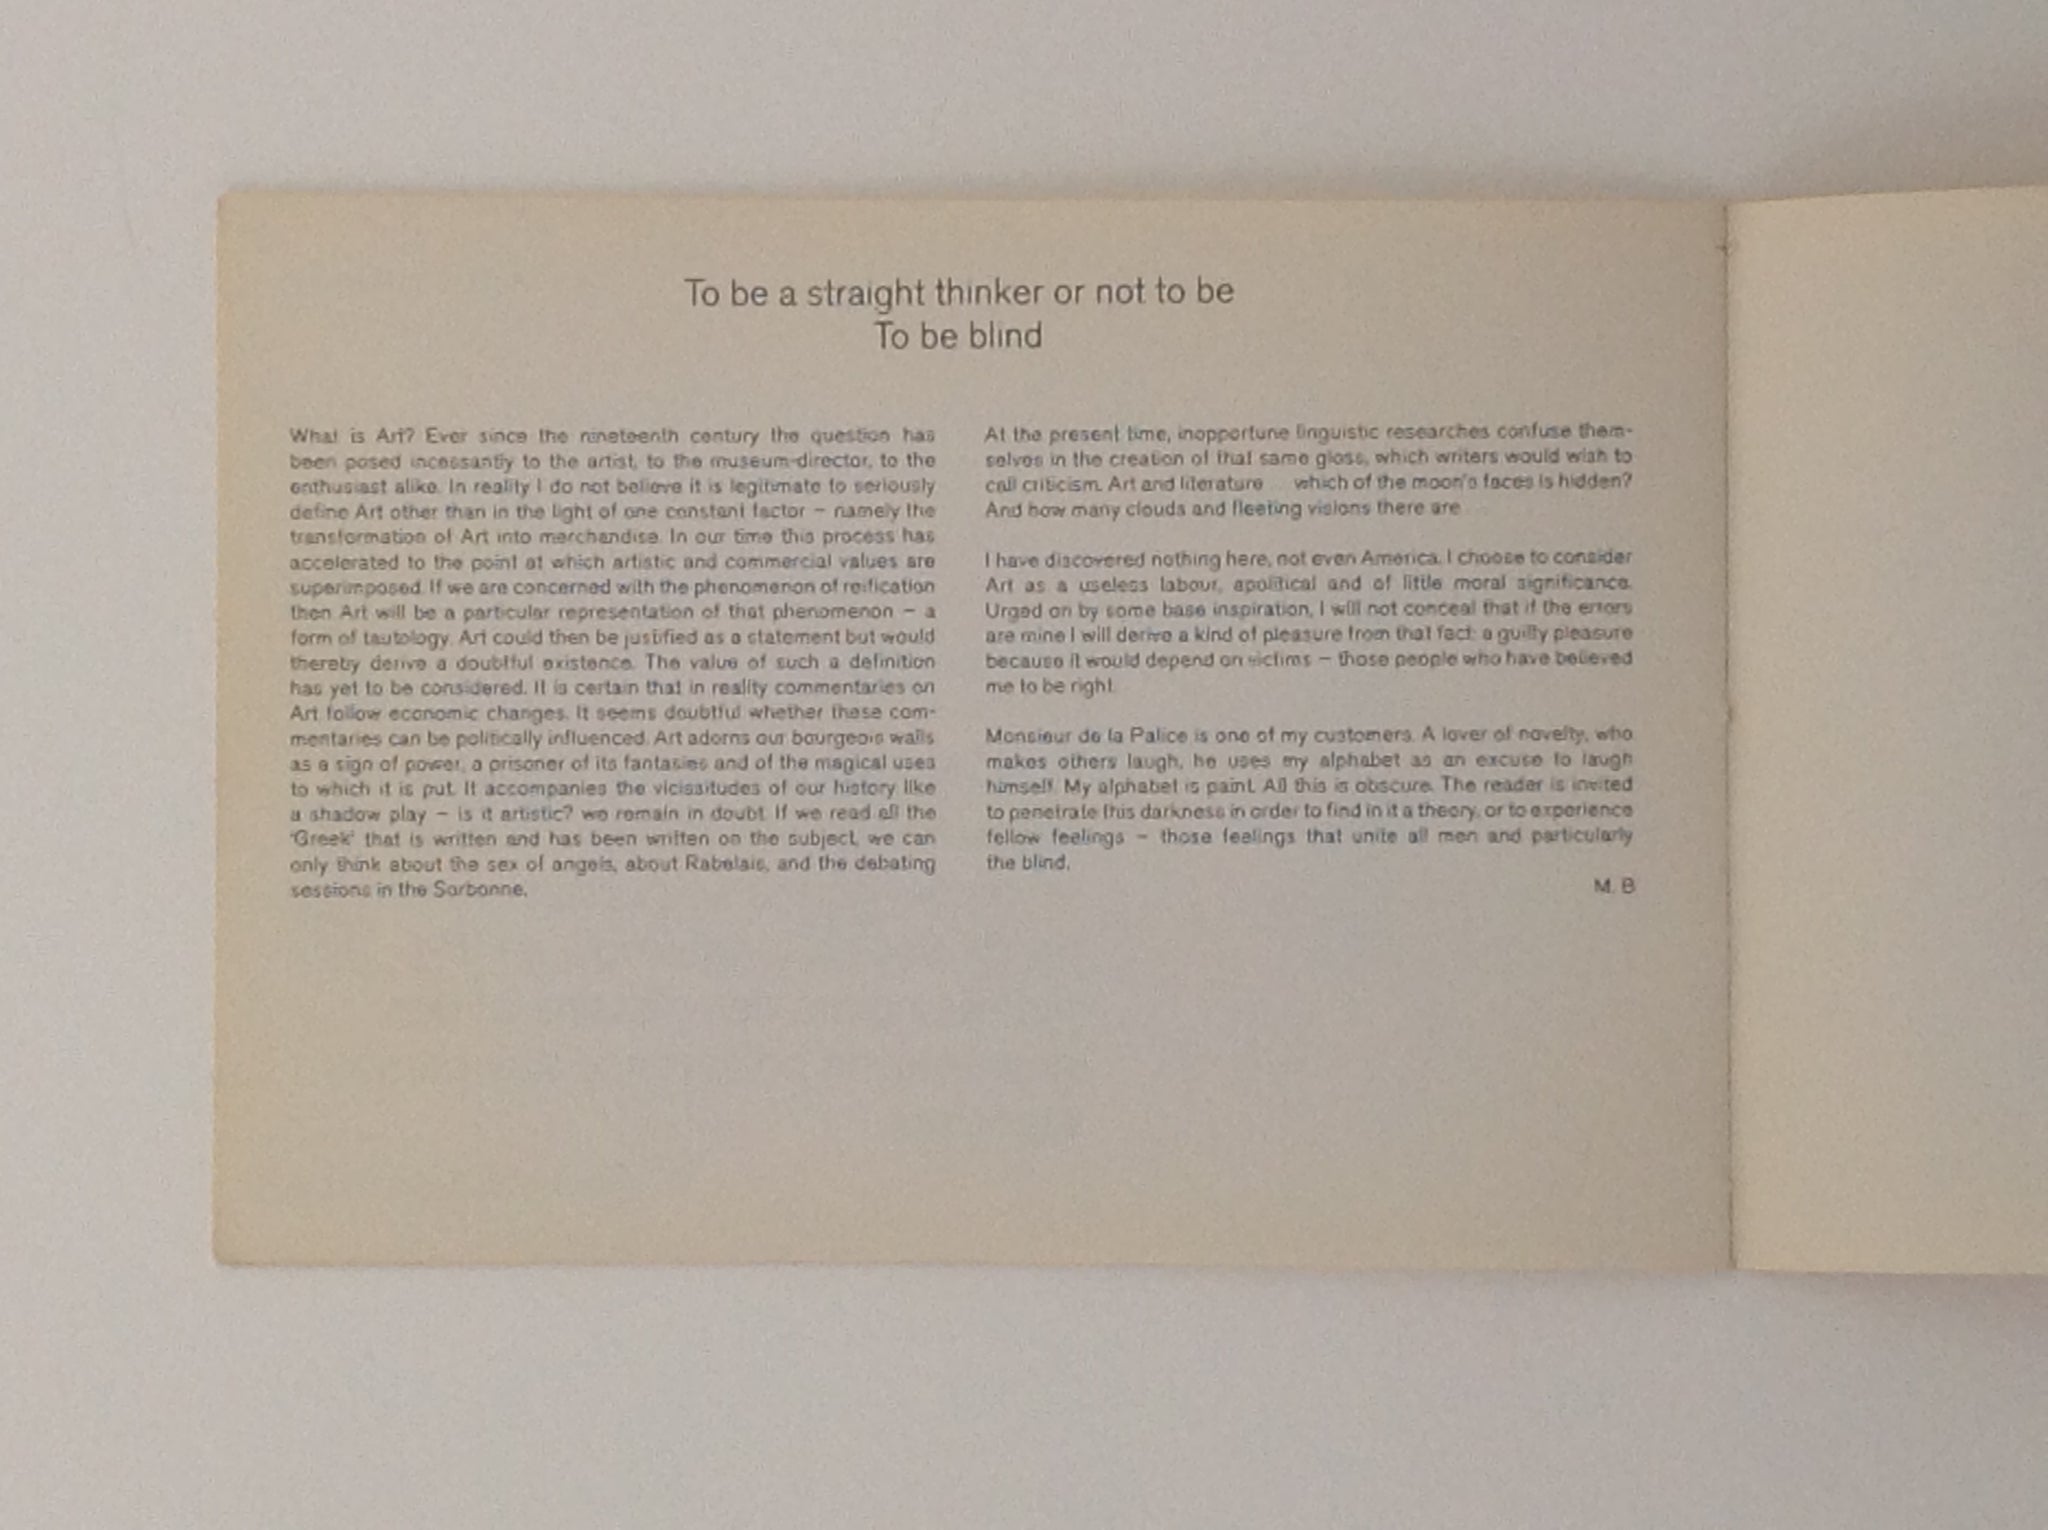 To be a straight thinker or not to be
To be blind
What is Art? Ever since the nineteenth century the question has
been posed incessantly to the artist, to the museum-director, to the
enthusiast alike. In reality I do not believe it is legitimate to seriously
define Art other than in the light of one constant factor – namely the
transformation of Art into merchandise. In our time this process has
accelerated to the point at which artistic and commercial values are
superimposed. If we are concerned with the phenomenon of reification
then Art will be a particular representation of that phenomenon – a
form of tautology. Art could then be justified as a statement but would
thereby derive a doubtful existence. The value of such a definition
has yet to be considered. It is certain that in reality commentaries on
Art follow economic changes. It seems doubtful whether these com-
mentaries can be politically influenced. Art adorns our bourgeois walls
as a sign of power, a prisoner of its fantasies and of the magical uses
to which it is put. It accompanies the vicissitudes of our history like
a shadow play – is it artistic? we remain in doubt. If we read all the
'Greek' that is written and has been written on the subject, we can
only think about the sex of angels, about Rabelais, and the debating
sessions in the Sorbonne.
At the present time, inopportune linguistic researches confuse them-
selves in the creation of that same gloss, which writers would wish to
call criticism. Art and literature . . . which of the moon's faces is hidden?
And how many clouds and fleeting visions there are . . .
I have discovered nothing here, not even America. I choose to consider
Art as a useless labour, apolitical and of little moral significance.
Urged on by some base inspiration, I will not conceal that if the errors
are mine I will derive a kind of pleasure from that fact: a guilty pleasure
because it would depend on victims – those people who have believed
me to be right.
Monsieur de la Palice is one of my customers. A lover of novelty, who
makes others laugh, he uses my alphabet as an excuse to laugh
himself. My alphabet is paint. All this is obscure. The reader is invited
to penetrate this darkness in order to find in it a theory, or to experience
fellow feelings – those feelings that unite all men and particularly
the blind.
M. B